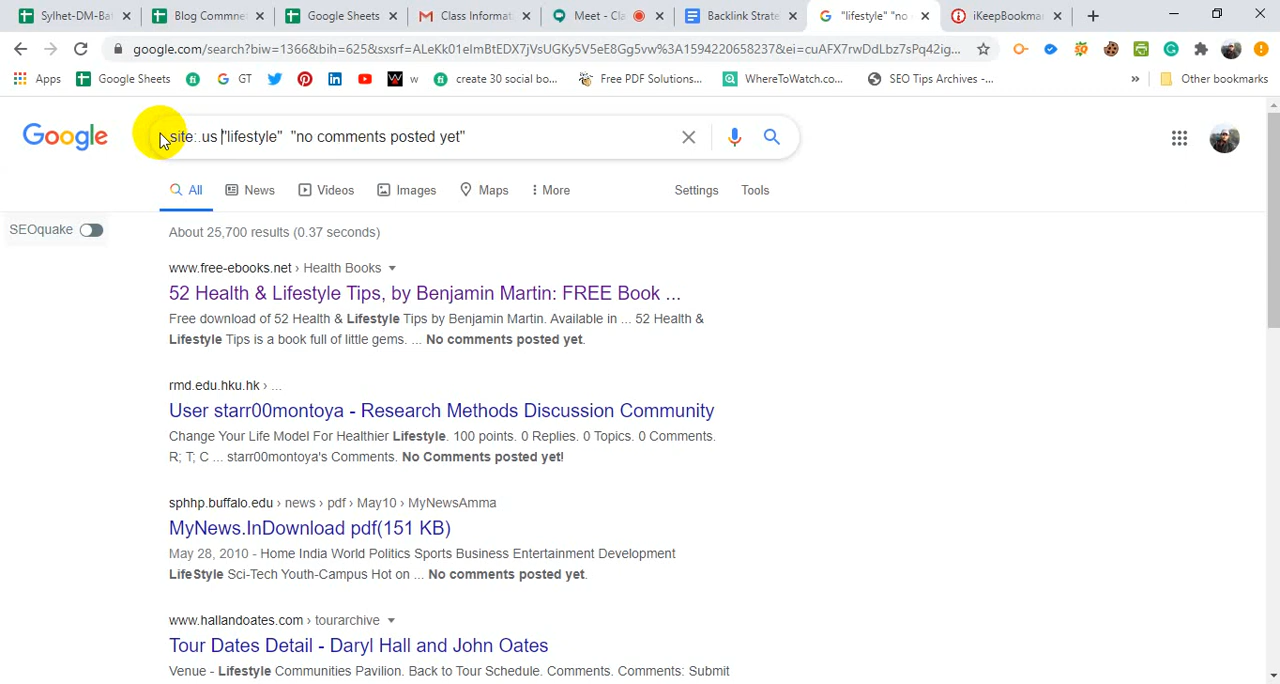 Sylhet-DM-Bat
Blog Commne
Google Sheets
Class Informat
Meet - Cla
Backlink Strate
"lifestyle" "no
iKeepBookma
google.com/search?biw=1366&bih=625&sxsrf=ALeKk01eImBtEDX7jVsUGKy5V5eE8Gg5vw%3A1594220658237&ei=cuAFX7rwDdLbz7sPq42ig...
Apps
Google Sheets
GT
w
create 30 social bo...
Free PDF Solutions...
WhereToWatch.co...
SEO Tips Archives -...
»
Other bookmarks
Google
site: .us "lifestyle" "no comments posted yet"
All
News
Videos
Images
Maps
More
Settings
Tools
SEOquake
About 25,700 results (0.37 seconds)
www.free-ebooks.net › Health Books
52 Health & Lifestyle Tips, by Benjamin Martin: FREE Book ...
Free download of 52 Health & Lifestyle Tips by Benjamin Martin. Available in ... 52 Health &
Lifestyle Tips is a book full of little gems. ... No comments posted yet.
rmd.edu.hku.hk › ...
User starr00montoya - Research Methods Discussion Community
Change Your Life Model For Healthier Lifestyle. 100 points. 0 Replies. 0 Topics. 0 Comments.
R; T; C ... starr00montoya's Comments. No Comments posted yet!
sphhp.buffalo.edu › news › pdf › May10 › MyNewsAmma
MyNews.InDownload pdf(151 KB)
May 28, 2010 - Home India World Politics Sports Business Entertainment Development
LifeStyle Sci-Tech Youth-Campus Hot on ... No comments posted yet.
www.hallandoates.com › tourarchive
Tour Dates Detail - Daryl Hall and John Oates
Venue - Lifestyle Communities Pavilion. Back to Tour Schedule. Comments. Comments: Submit